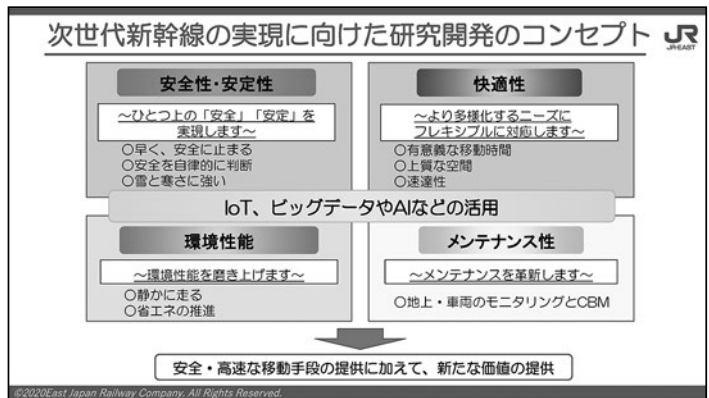 次世代新幹線の実現に向けた研究開発のコンセプト
JR
JR-EAST
安全性・安定性
～ひとつ上の「安全」「安定」を
実現します～
○早く、安全に止まる
○安全を自律的に判断
○雪と寒さに強い
快適性
～より多様化するニーズに
フレキシブルに対応します～
○有意義な移動時間
○上質な空間
○速達性
IoT、ビッグデータやAIなどの活用
環境性能
～環境性能を磨き上げます～
○静かに走る
○省エネの推進
メンテナンス性
～メンテナンスを革新します～
○地上・車両のモニタリングとCBM
安全・高速な移動手段の提供に加えて、新たな価値の提供
©2020East Japan Railway Company. All Rights Reserved.